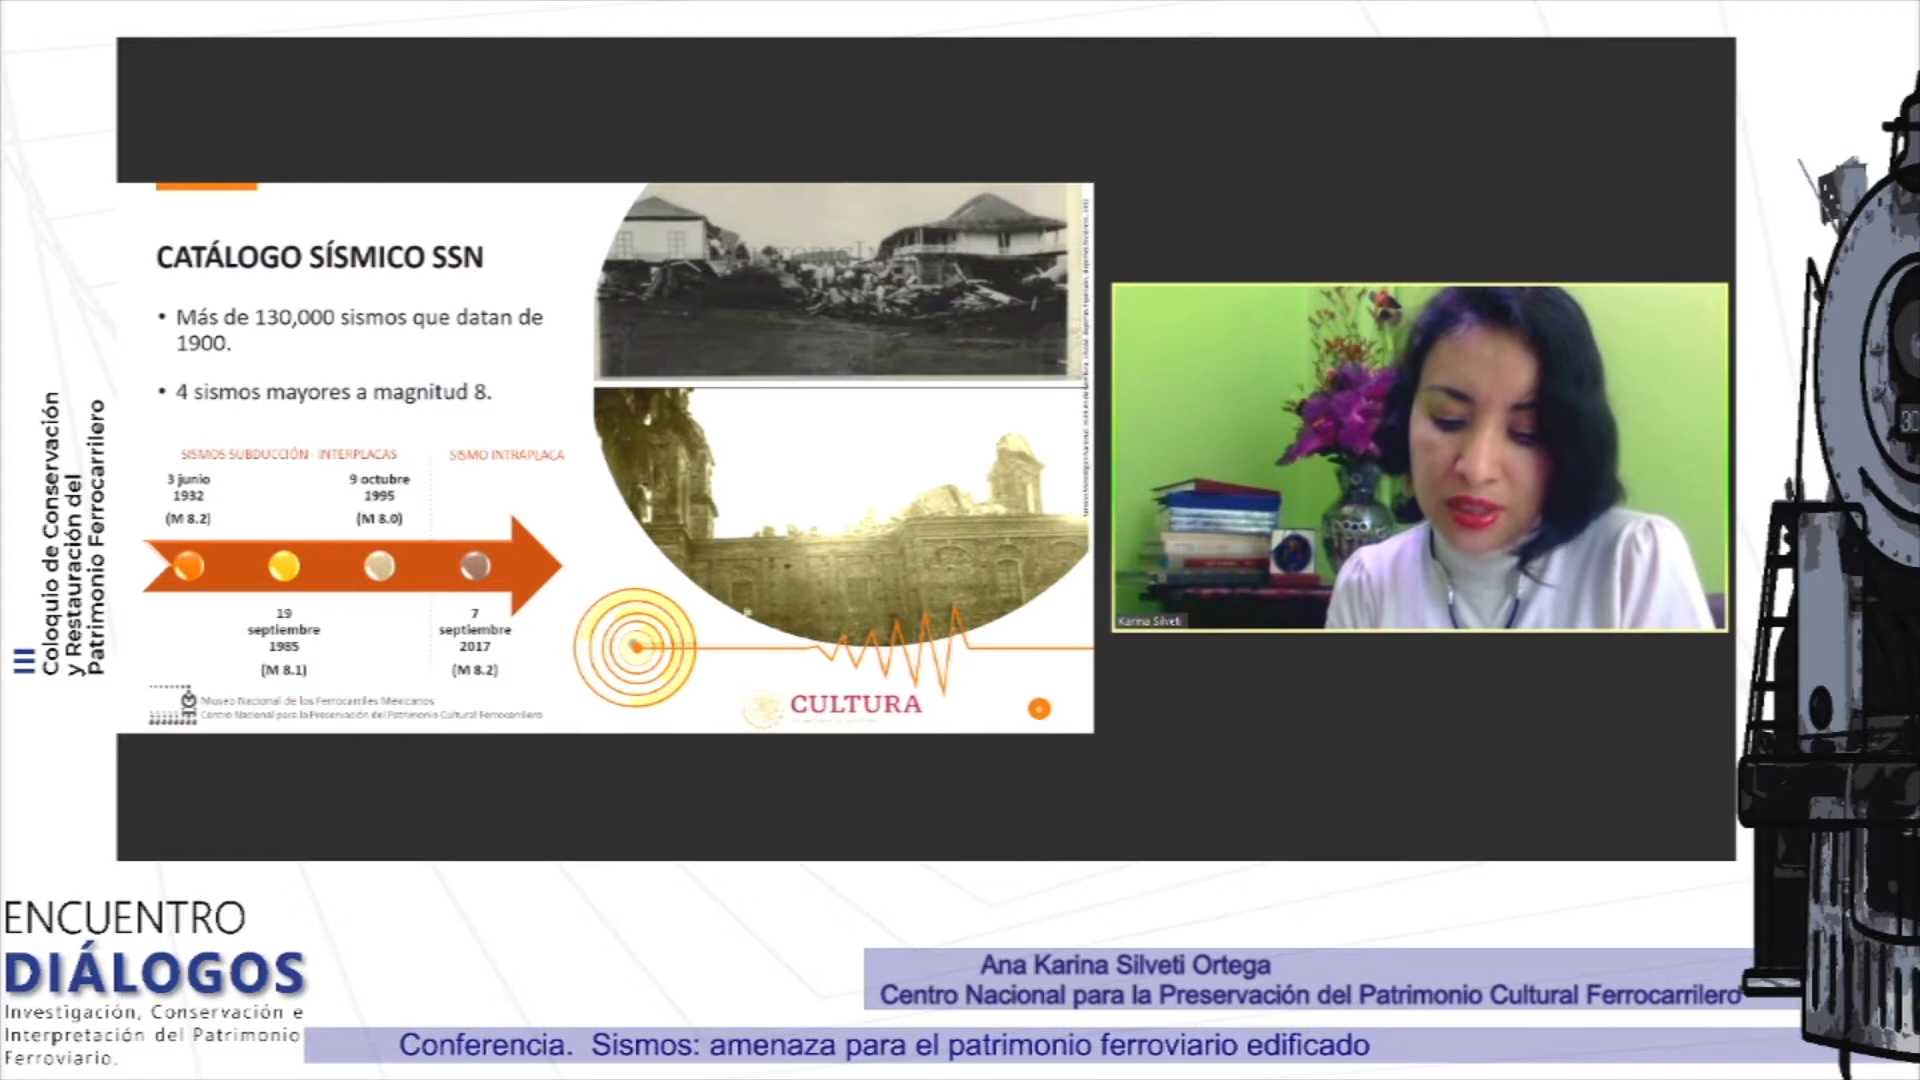 CATÁLOGO SÍSMICO SSN
• Más de 130,000 sismos que datan de
1900.
• 4 sismos mayores a magnitud 8.
SISMOS SUBDUCCIÓN - INTERPLACAS
SISMO INTRAPLACA
3 junio
1932
(M 8.2)
9 octubre
1995
(M 8.0)
19
septiembre
1985
(M 8.1)
7
septiembre
2017
(M 8.2)
Museo Nacional de los Ferrocarriles Mexicanos
Centro Nacional para la Preservación del Patrimonio Cultural Ferrocarrilero
CULTURA
Karina Silveti
III
Coloquio de Conservación
y Restauración del
Patrimonio Ferrocarrilero
ENCUENTRO
DIÁLOGOS
Investigación, Conservación e
Interpretación del Patrimonio
Ferroviario.
Ana Karina Silveti Ortega
Centro Nacional para la Preservación del Patrimonio Cultural Ferrocarrilero
Conferencia. Sismos: amenaza para el patrimonio ferroviario edificado